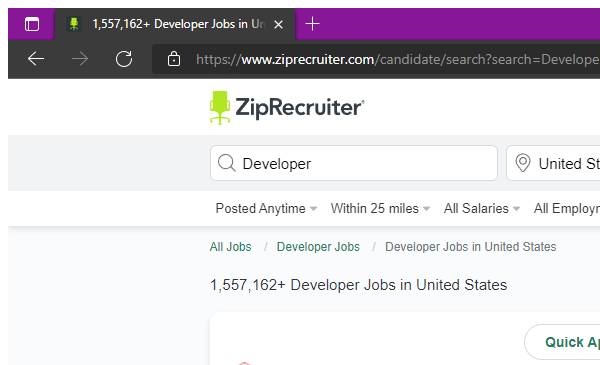 1,557,162+ Developer Jobs in
https://www.ziprecruiter.com/candidate/search?search=Develope
ZipRecruiter
Developer
United St
Posted Anytime Within 25 miles All Salaries All Employ
All Jobs / Developer Jobs / Developer Jobs in United States
1,557,162+ Developer Jobs in United States
Quick Ap